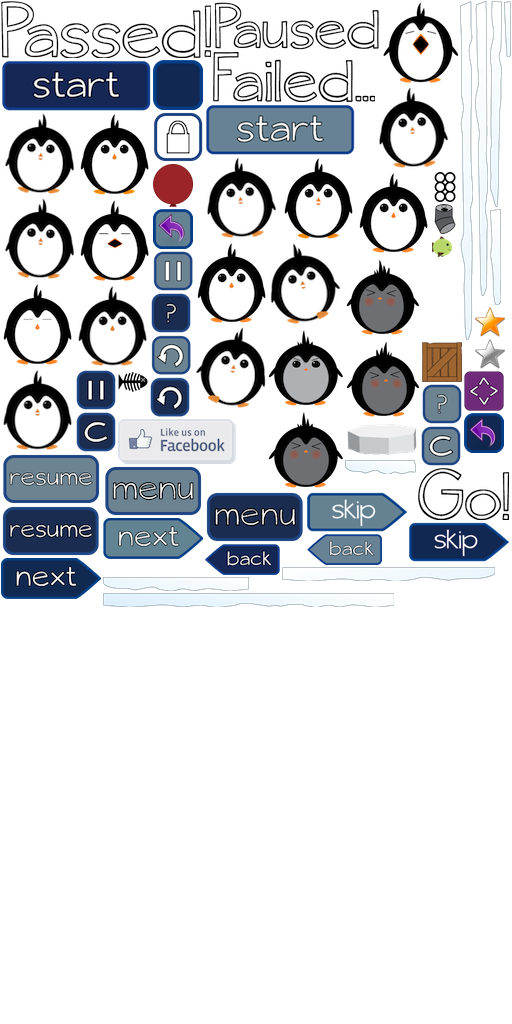 Passed!
Paused
Failed...
start
start
?
?
C
C
Like us on
Facebook
Go!
resume
menu
resume
menu
skip
next
skip
back
back
next